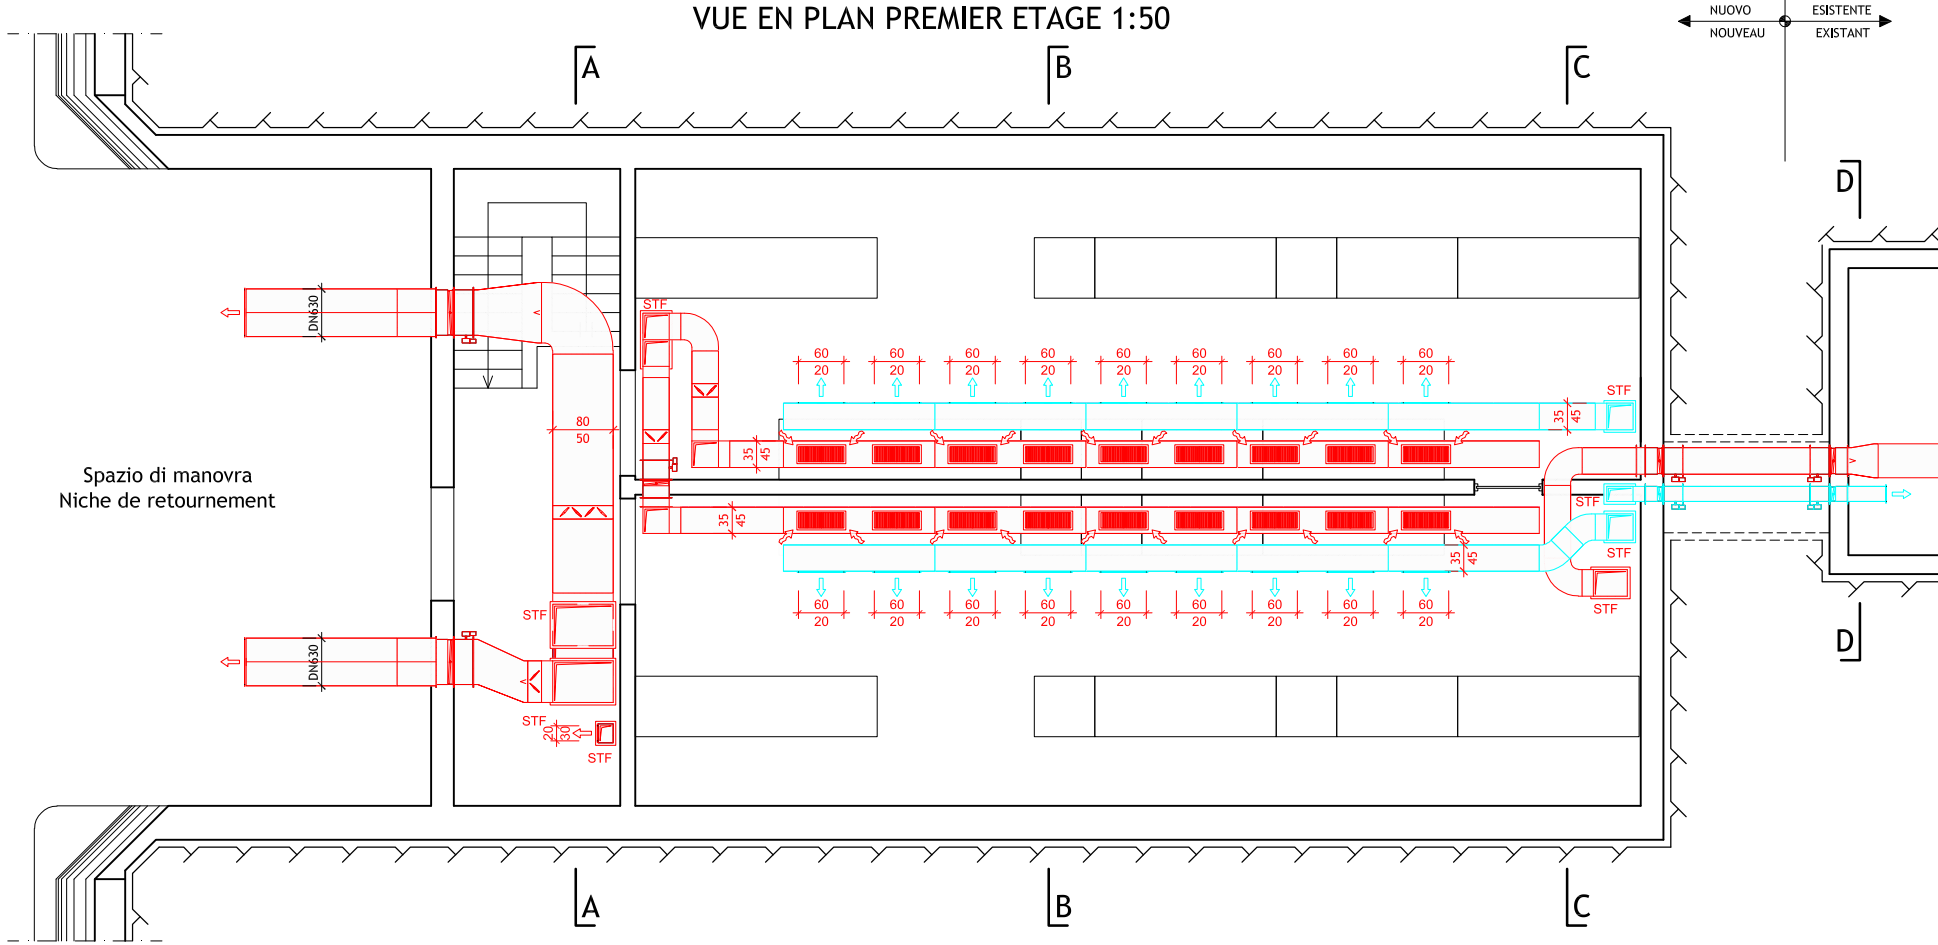 VUE EN PLAN PREMIER ETAGE 1:50
NUOVO ESISTENTE
NOUVEAU EXISTANT
A B C
D
DN630
STF
60 60 60 60 60 60 60 60 60
20 20 20 20 20 20 20 20 20
STF
35 45
80
50
35 45
Spazio di manovra
Niche de retournement
35 45
STF
STF
35 45
STF
STF
60 60 60 60 60 60 60 60 60
20 20 20 20 20 20 20 20 20
D
DN630
STF
20 30
STF
A B C